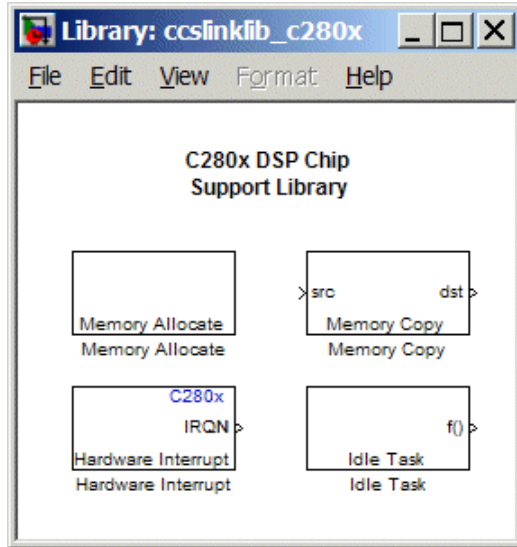 Library: ccslinklib_c280x
File Edit View Format Help
C280x DSP Chip
Support Library
Memory Allocate
Memory Allocate
src dst
Memory Copy
Memory Copy
C280x
IRQN
Hardware Interrupt
Hardware Interrupt
f()
Idle Task
Idle Task